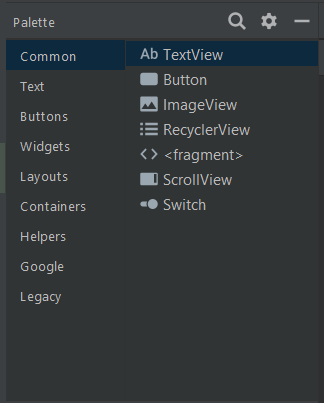 Palette
Common
Text
Buttons
Widgets
Layouts
Containers
Helpers
Google
Legacy
Ab TextView
Button
ImageView
RecyclerView
<fragment>
ScrollView
Switch